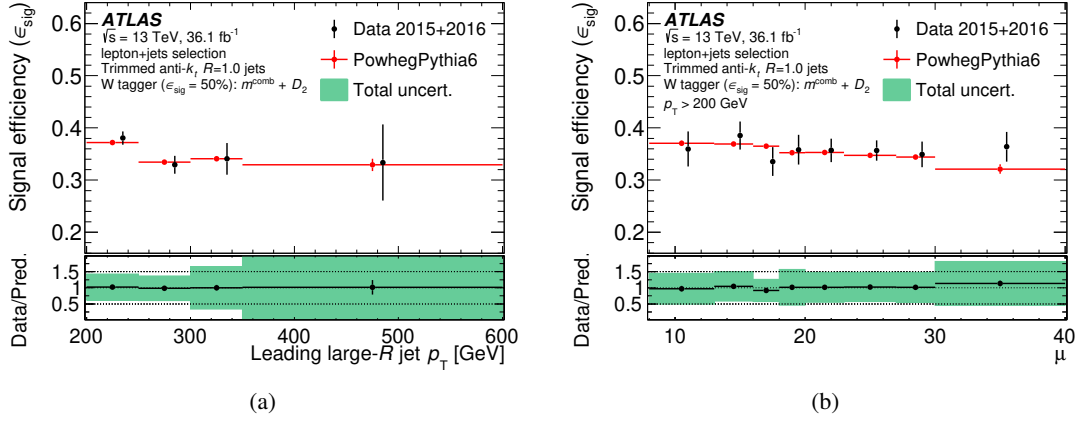 ATLAS
√s = 13 TeV, 36.1 fb⁻¹
lepton+jets selection
Trimmed anti-kₜ R=1.0 jets
W tagger (ϵsig = 50%): mᶜᵒᵐᵇ + D₂
Data 2015+2016
PowhegPythia6
Total uncert.
Signal efficiency (ϵsig)
0.6
0.5
0.4
0.3
0.2
Data/Pred.
1.5
1
0.5
200 300 400 500 600
Leading large-R jet p_T [GeV]
(a)
ATLAS
√s = 13 TeV, 36.1 fb⁻¹
lepton+jets selection
Trimmed anti-kₜ R=1.0 jets
W tagger (ϵsig = 50%): mᶜᵒᵐᵇ + D₂
p_T > 200 GeV
Data 2015+2016
PowhegPythia6
Total uncert.
Signal efficiency (ϵsig)
0.6
0.5
0.4
0.3
0.2
Data/Pred.
1.5
1
0.5
10 20 30 40
μ
(b)